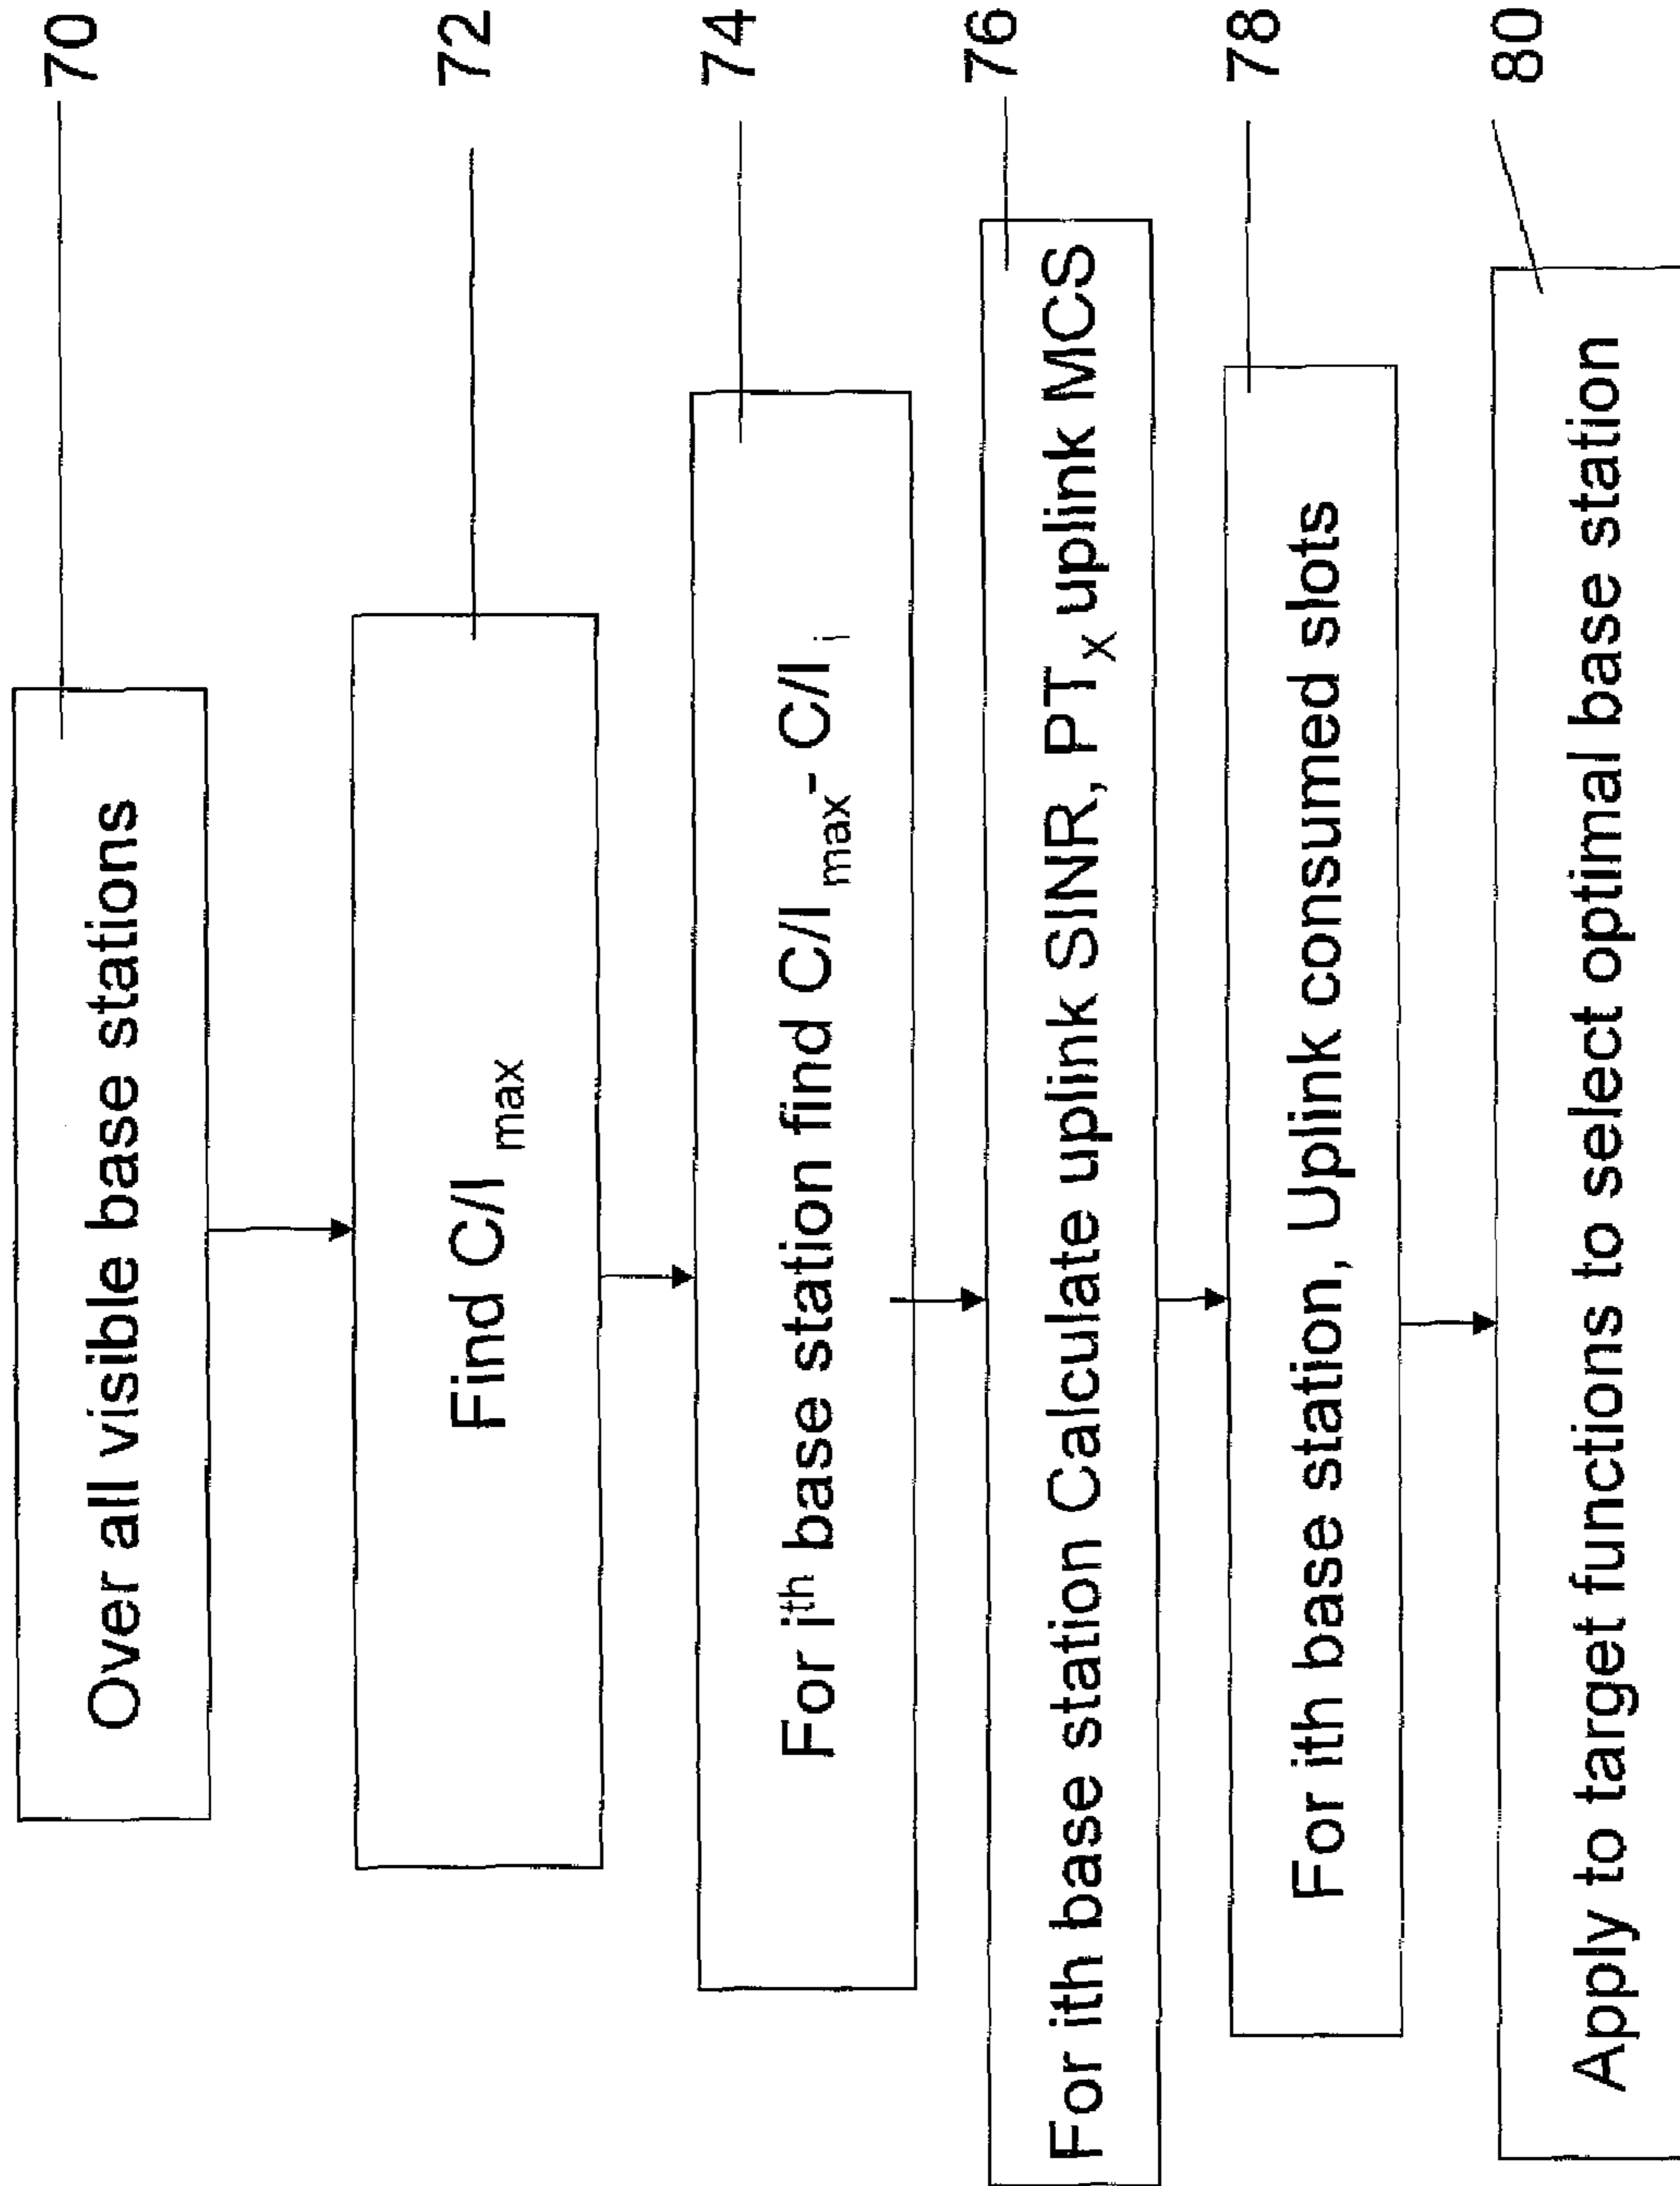 Over all visible base stations
70
Find C/I max
72
For ith base station find C/I max- C/I i
74
For ith base station Calculate uplink SINR, PTX uplink MCS
76
For ith base station, Uplink consumed slots
78
Apply to target functions to select optimal base station
80